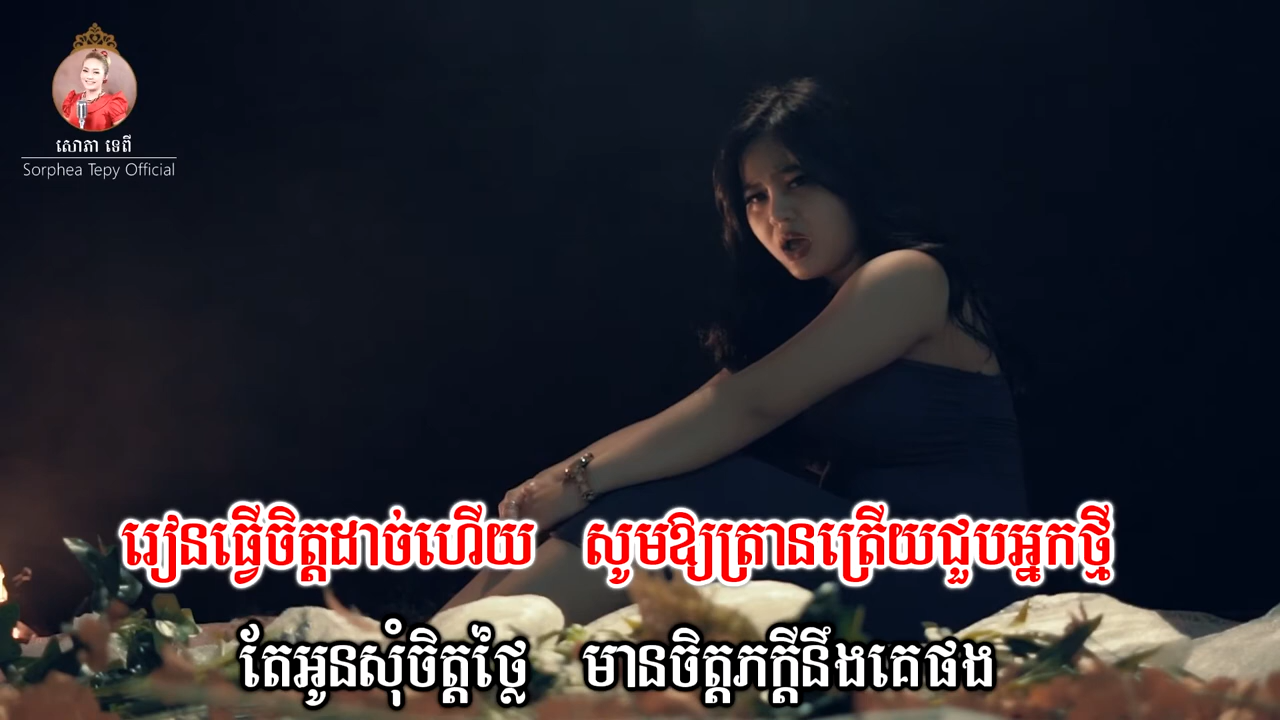 សោភា ទេពី
Sorphea Tepy Official
រៀនធ្វើចិត្តដាច់ហើយ សូមឱ្យត្រានត្រើយជួបអ្នកថ្មី
តែអូនសុំចិត្តថ្លៃ មានចិត្តភក្តីនឹងគេផង